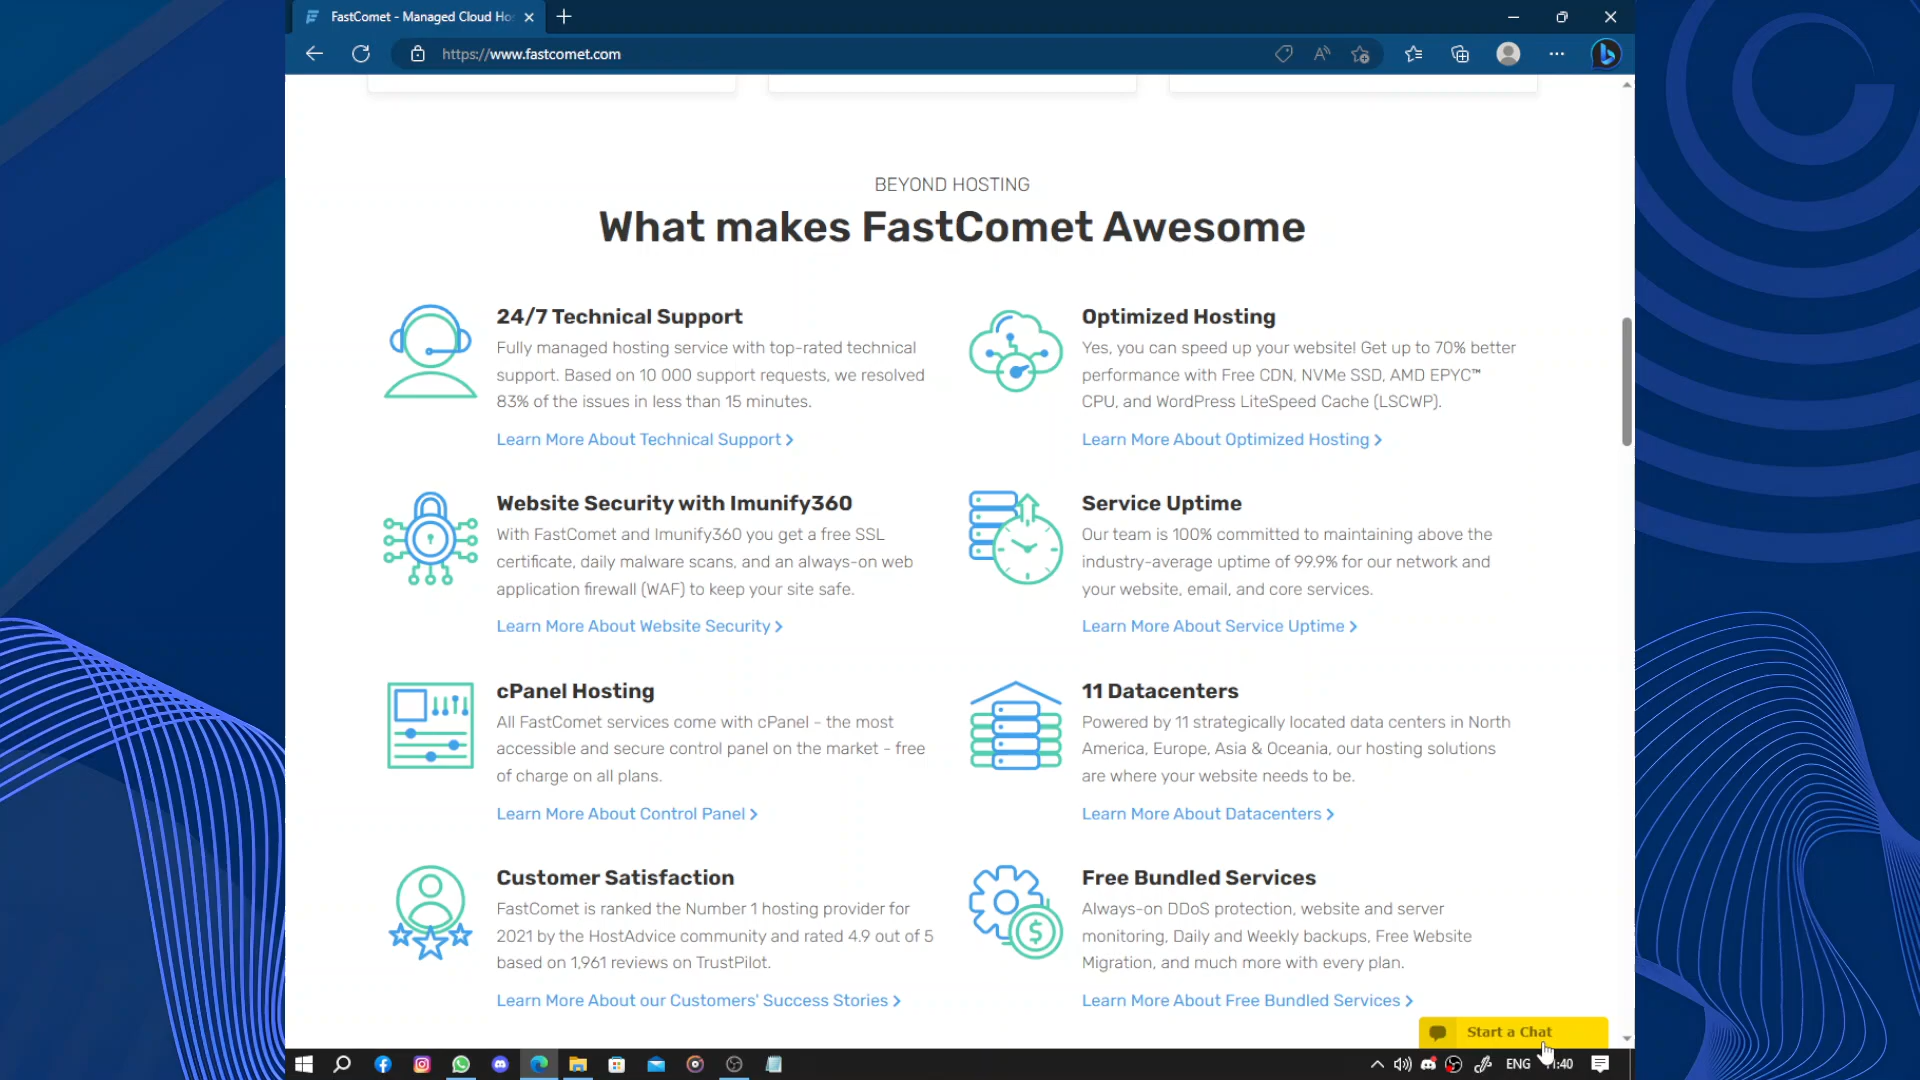 FastComet - Managed Cloud Ho
https://www.fastcomet.com
BEYOND HOSTING
What makes FastComet Awesome
24/7 Technical Support
Fully managed hosting service with top-rated technical
support. Based on 10 000 support requests, we resolved
83% of the issues in less than 15 minutes.
Learn More About Technical Support >
Optimized Hosting
Yes, you can speed up your website! Get up to 70% better
performance with Free CDN, NVMe SSD, AMD EPYC™
CPU, and WordPress LiteSpeed Cache (LSCWP).
Learn More About Optimized Hosting >
Website Security with Imunify360
With FastComet and Imunify360 you get a free SSL
certificate, daily malware scans, and an always-on web
application firewall (WAF) to keep your site safe.
Learn More About Website Security >
Service Uptime
Our team is 100% committed to maintaining above the
industry-average uptime of 99.9% for our network and
your website, email, and core services.
Learn More About Service Uptime >
cPanel Hosting
All FastComet services come with cPanel - the most
accessible and secure control panel on the market - free
of charge on all plans.
Learn More About Control Panel >
11 Datacenters
Powered by 11 strategically located data centers in North
America, Europe, Asia & Oceania, our hosting solutions
are where your website needs to be.
Learn More About Datacenters >
Customer Satisfaction
FastComet is ranked the Number 1 hosting provider for
2021 by the HostAdvice community and rated 4.9 out of 5
based on 1,961 reviews on TrustPilot.
Learn More About our Customers' Success Stories >
Free Bundled Services
Always-on DDoS protection, website and server
monitoring, Daily and Weekly backups, Free Website
Migration, and much more with every plan.
Learn More About Free Bundled Services >
Start a Chat
ENG